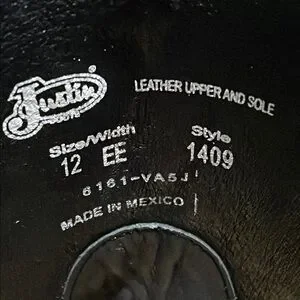 Justin
BOOTS
LEATHER UPPER AND SOLE
Size/Width
Style
12 EE
1409
6161-VA5J
MADE IN MEXICO